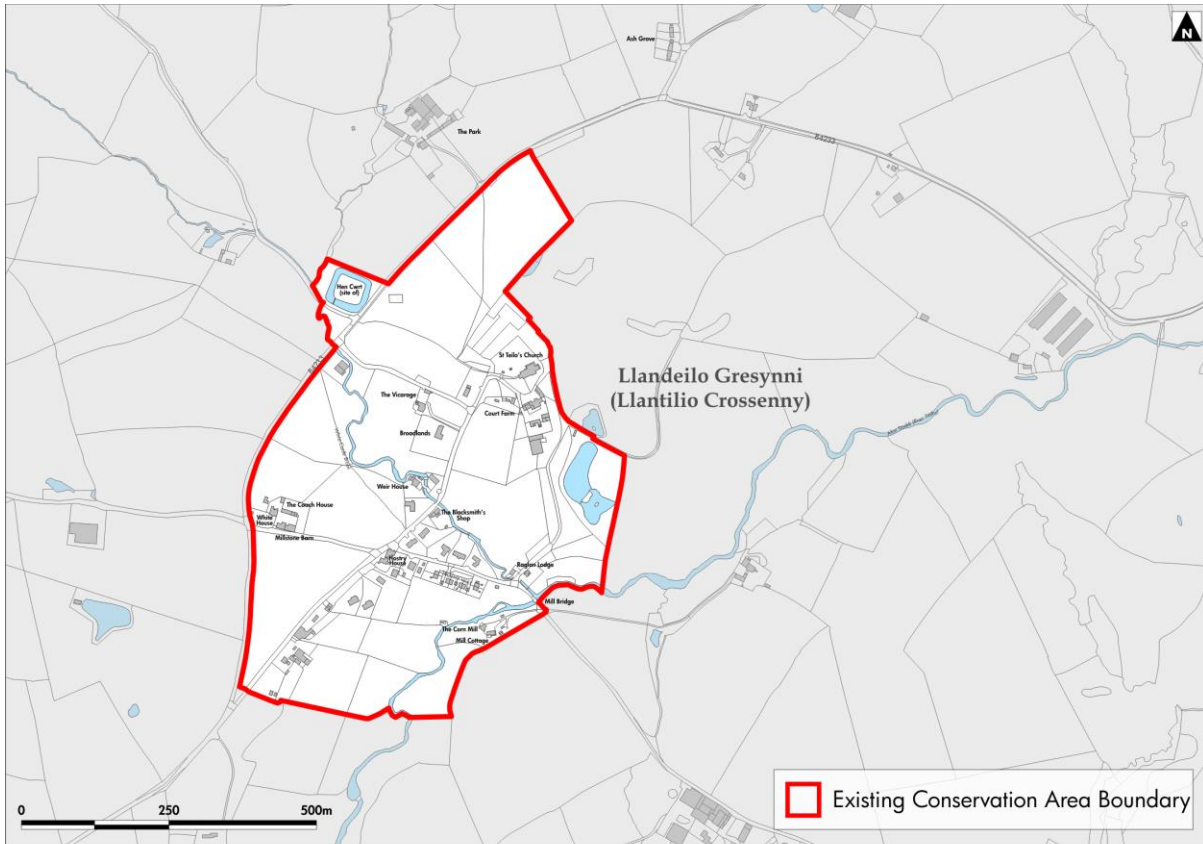 N
Ash Grove
The Park
B4233
Hen Cwrt
(site of)
St Teilo's Church
Llandeilo Gresynni
(Llantilio Crossenny)
B4233
The Vicarage
Court Farm
Broadlands
Weir House
The Coach House
The Blacksmith's
Shop
White
House
Millstone Barn
Hostry
House
Raglan Lodge
Mill Bridge
The Corn Mill
Mill Cottage
0 250 500m
Existing Conservation Area Boundary